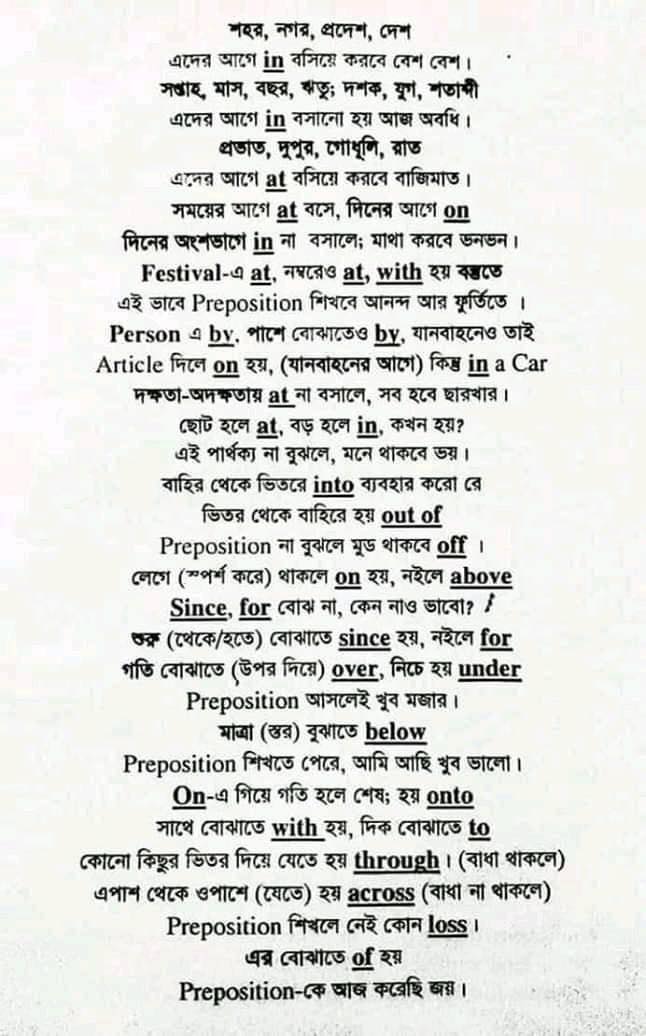 শহর, নগর, প্রদেশ, দেশ
এদের আগে in বসিয়ে করবে বেশ বেশ।
সপ্তাহ, মাস, বছর, ঋতু; দশক, যুগ, শতাব্দী
এদের আগে in বসানো হয় আজ অবধি।
প্রভাত, দুপুর, গোধূলি, রাত
এদের আগে at বসিয়ে করবে বাজিমাত।
সময়ের আগে at বসে, দিনের আগে on
দিনের অংশভাগে in না বসালে; মাথা করবে ভনভন।
Festival-এ at, নম্বরেও at, with হয় বস্তুতে
এই ভাবে Preposition শিখবে আনন্দ আর ফুর্তিতে ।
Person এ by, পাশে বোঝাতেও by, যানবাহনেও তাই
Article দিলে on হয়, (যানবাহনের আগে) কিন্তু in a Car
দক্ষতা-অদক্ষতায় at না বসালে, সব হবে ছারখার।
ছোট হলে at, বড় হলে in, কখন হয়?
এই পার্থক্য না বুঝলে, মনে থাকবে ভয়।
বাহির থেকে ভিতরে into ব্যবহার করো রে
ভিতর থেকে বাহিরে হয় out of
Preposition না বুঝলে মুড থাকবে off ।
লেগে (স্পর্শ করে) থাকলে on হয়, নইলে above
Since, for বোঝ না, কেন নাও ভাবো?
শুরু (থেকে/হতে) বোঝাতে since হয়, নইলে for
গতি বোঝাতে (উপর দিয়ে) over, নিচে হয় under
Preposition আসলেই খুব মজার।
মাত্রা (স্তর) বুঝাতে below
Preposition শিখতে পেরে, আমি আছি খুব ভালো।
On-এ গিয়ে গতি হলে শেষ; হয় onto
সাথে বোঝাতে with হয়, দিক বোঝাতে to
কোনো কিছুর ভিতর দিয়ে যেতে হয় through। (বাধা থাকলে)
এপাশ থেকে ওপাশে (যেতে) হয় across (বাধা না থাকলে)
Preposition শিখলে নেই কোন loss ।
এর বোঝাতে of হয়
Preposition-কে আজ করেছি জয়।